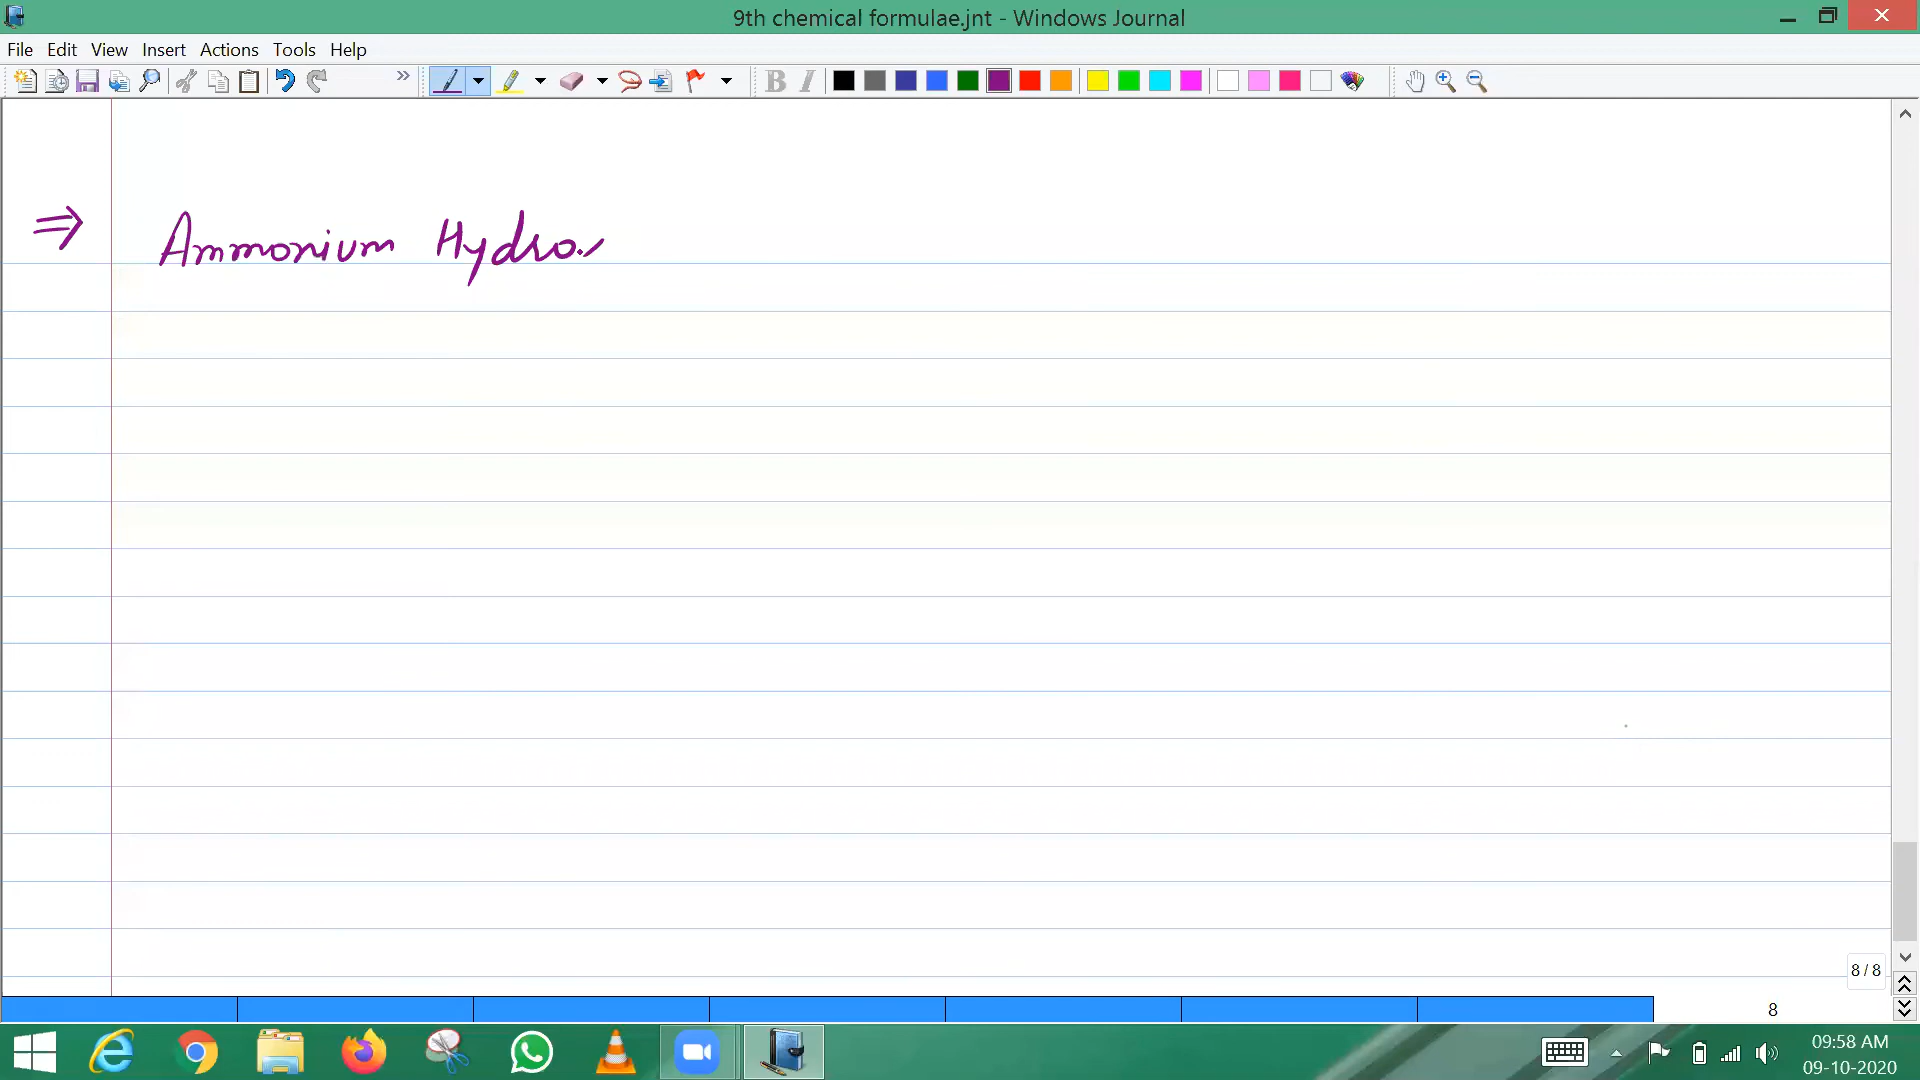 9th chemical formulae.jnt - Windows Journal
File Edit View Insert Actions Tools Help
⇒ Ammonium Hydro
8 / 8
8
09:58 AM
09-10-2020